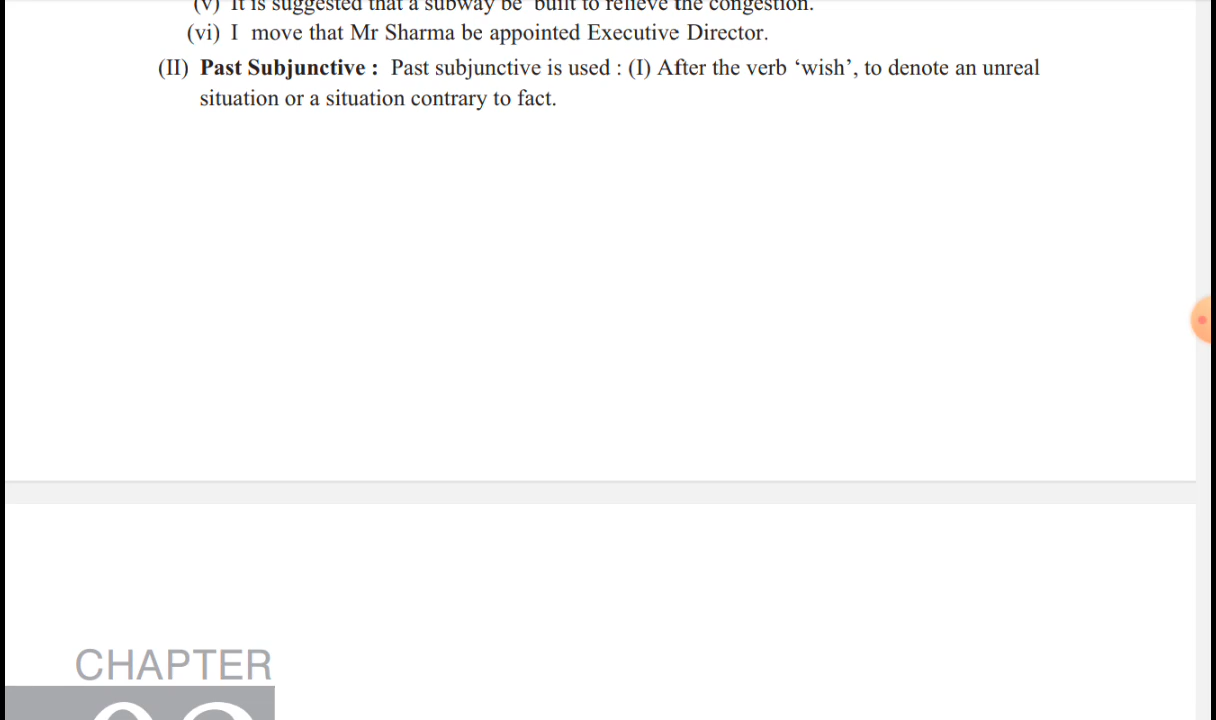 (v) It is suggested that a subway be built to relieve the congestion.
(vi) I move that Mr Sharma be appointed Executive Director.
(II) Past Subjunctive : Past subjunctive is used : (I) After the verb ‘wish’, to denote an unreal
situation or a situation contrary to fact.
CHAPTER